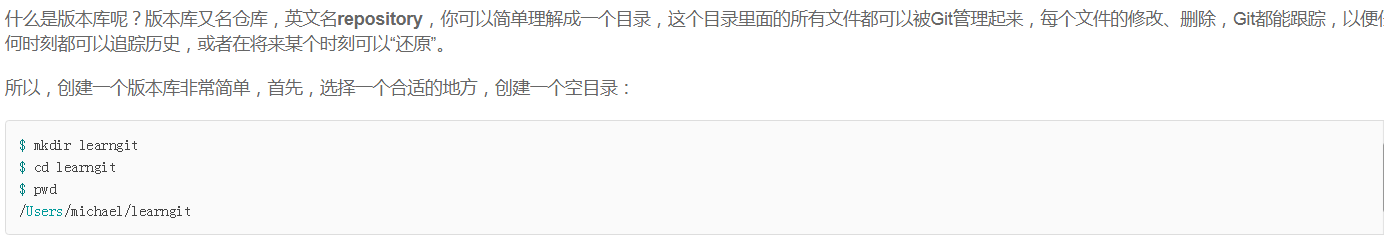 什么是版本库呢？版本库又名仓库，英文名repository，你可以简单理解成一个目录，这个目录里面的所有文件都可以被Git管理起来，每个文件的修改、删除，Git都能跟踪，以便
何时刻都可以追踪历史，或者在将来某个时刻可以“还原”。
所以，创建一个版本库非常简单，首先，选择一个合适的地方，创建一个空目录：
$ mkdir learngit
$ cd learngit
$ pwd
/Users/michael/learngit